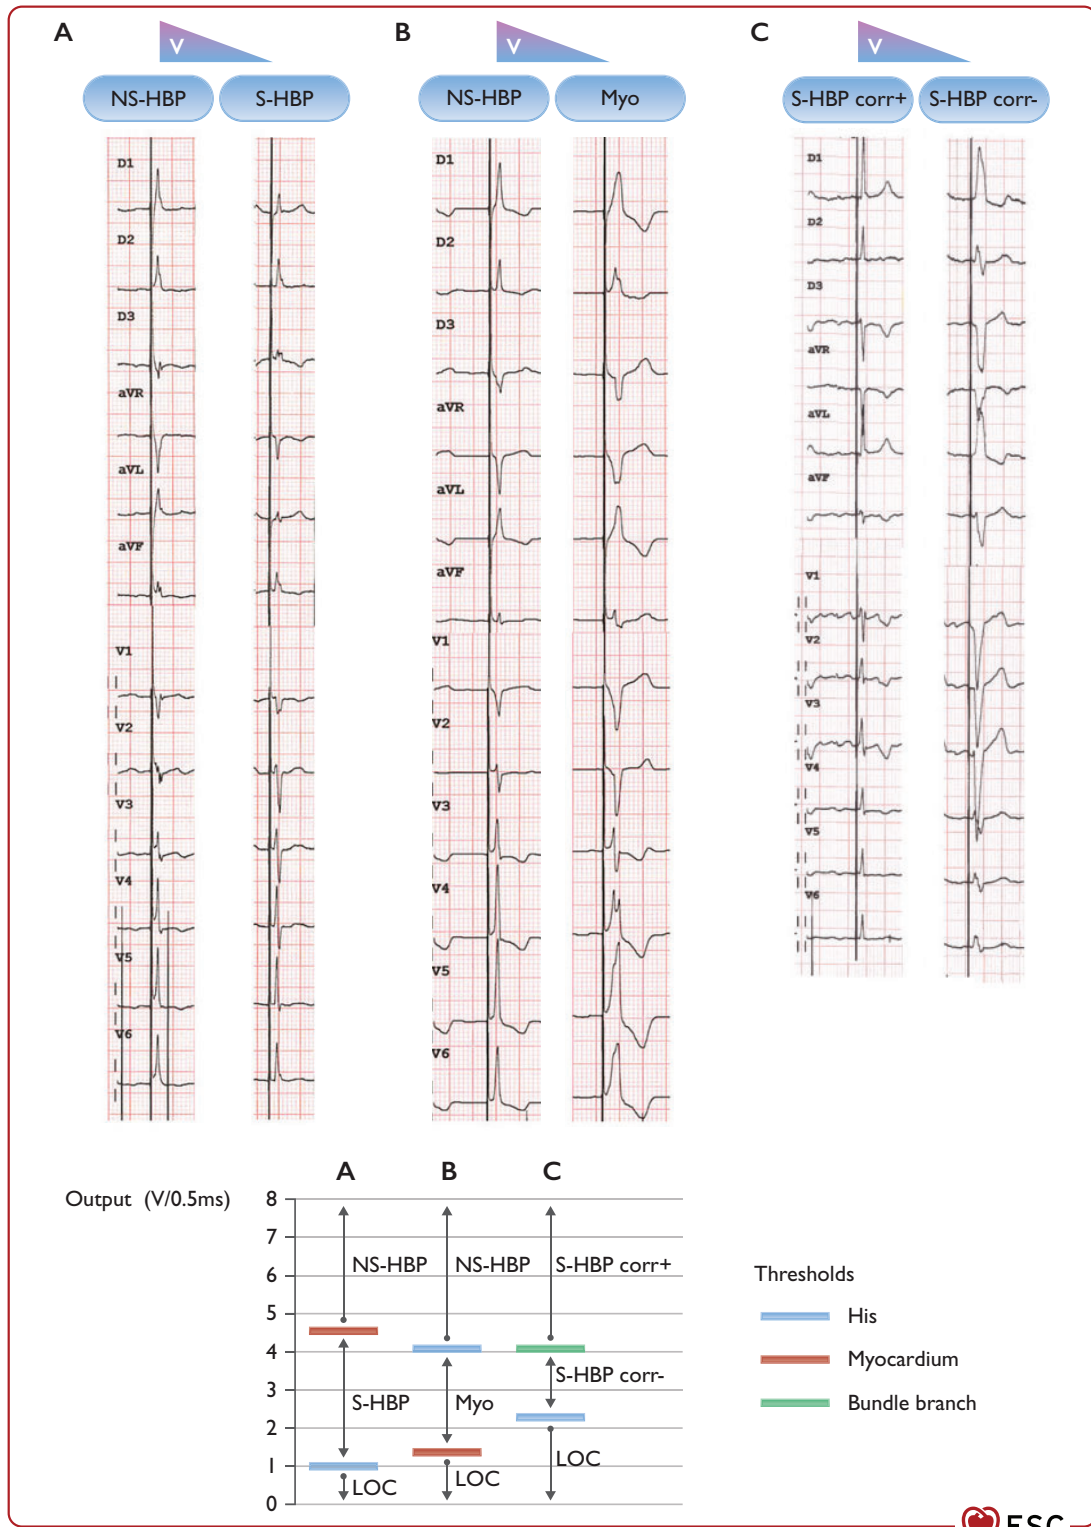 A
V
NS-HBP S-HBP
D1
D2
D3
aVR
aVL
aVF
V1
V2
V3
V4
V5
V6
B
V
NS-HBP Myo
D1
D2
D3
aVR
aVL
aVF
V1
V2
V3
V4
V5
V6
C
V
S-HBP corr+ S-HBP corr-
D1
D2
D3
aVR
aVL
aVF
V1
V2
V3
V4
V5
V6
A B C
Output (V/0.5ms)
8
7
6
5
4
3
2
1
0
NS-HBP NS-HBP S-HBP corr+
S-HBP corr-
S-HBP Myo
LOC LOC LOC
Thresholds
His
Myocardium
Bundle branch
ESC